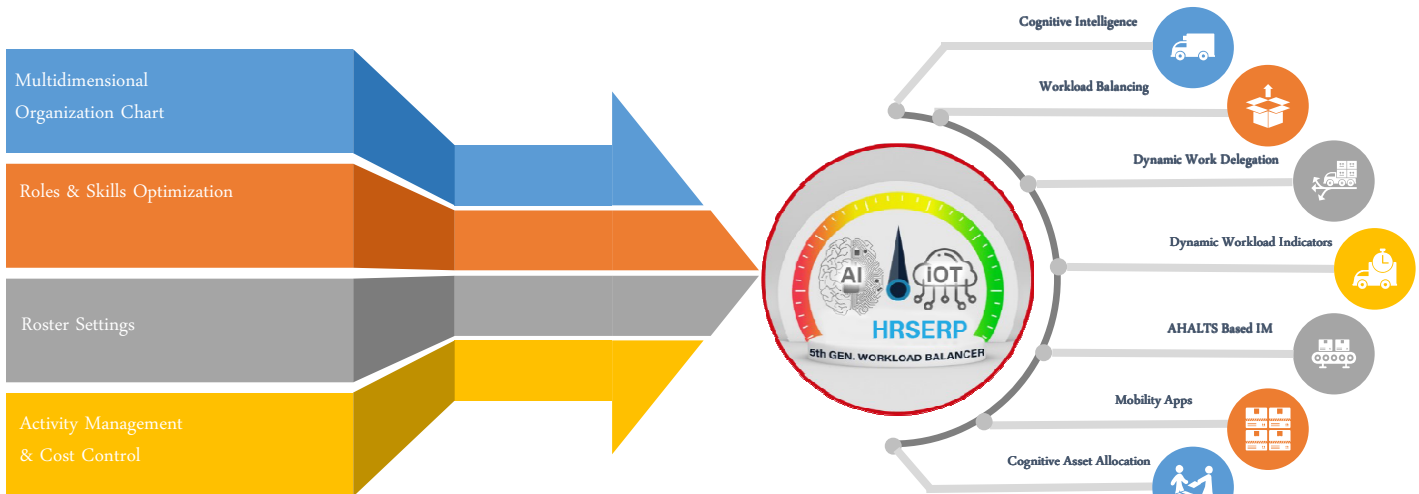 Multidimensional
Organization Chart
Roles & Skills Optimization
Roster Settings
Activity Management
& Cost Control
AI
iOT
HRSERP
5th GEN. WORKLOAD BALANCER
Cognitive Intelligence
Workload Balancing
Dynamic Work Delegation
Dynamic Workload Indicators
AHALTS Based IM
Mobility Apps
Cognitive Asset Allocation